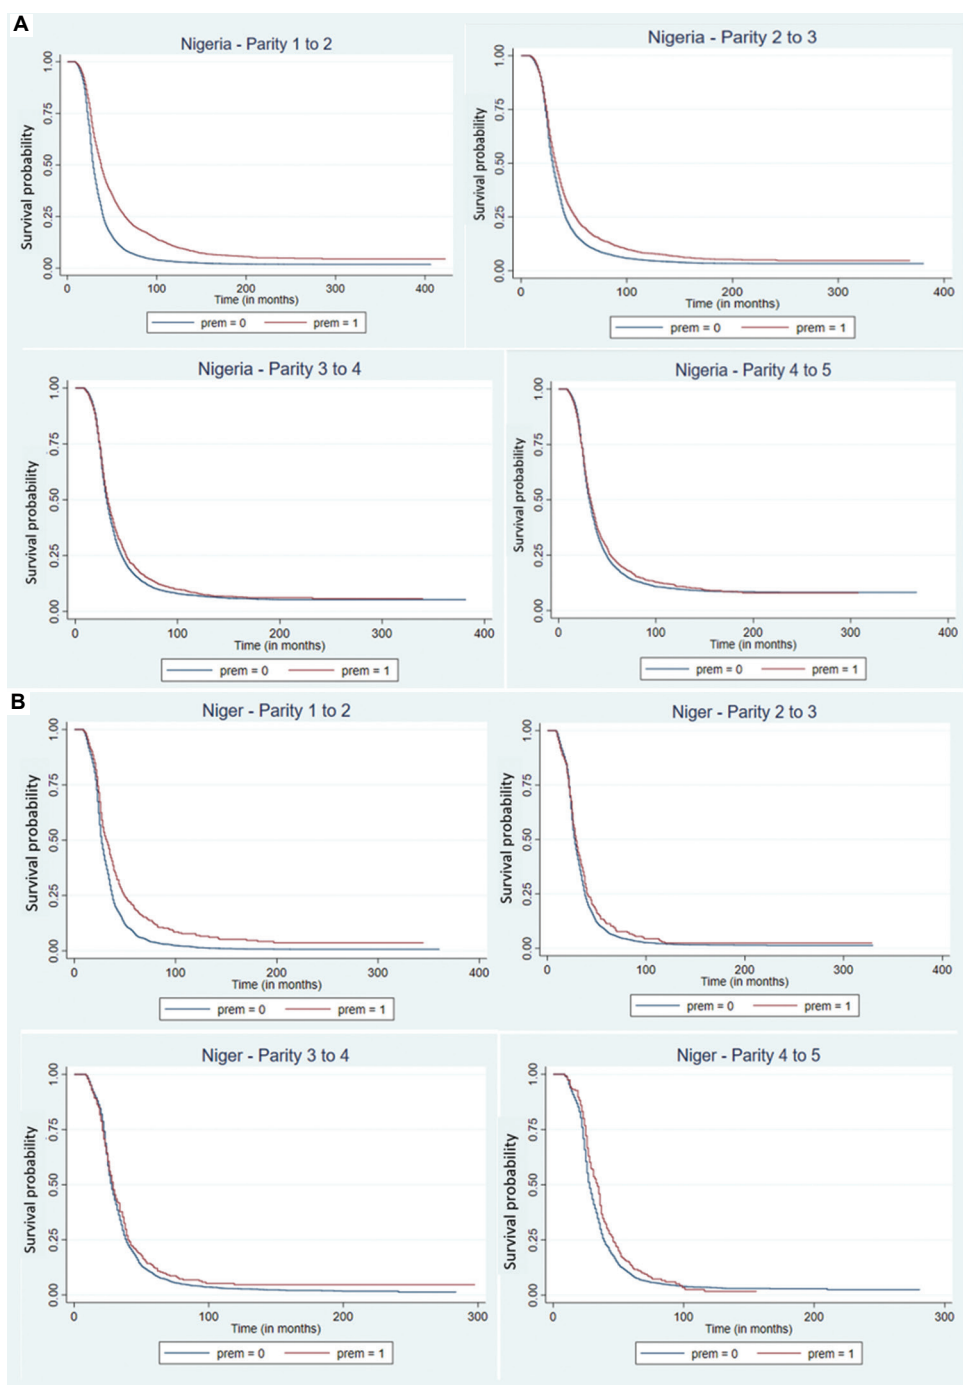 A
Nigeria - Parity 1 to 2
Survival probability
1.00
0.75
0.50
0.25
0.00
0 100 200 300 400
Time (in months)
prem = 0 prem = 1
Nigeria - Parity 2 to 3
Survival probability
1.00
0.75
0.50
0.25
0.00
0 100 200 300 400
Time (in months)
prem = 0 prem = 1
Nigeria - Parity 3 to 4
Survival probability
1.00
0.75
0.50
0.25
0.00
0 100 200 300 400
Time (in months)
prem = 0 prem = 1
Nigeria - Parity 4 to 5
Survival probability
1.00
0.75
0.50
0.25
0.00
0 100 200 300 400
Time (in months)
prem = 0 prem = 1
B
Niger - Parity 1 to 2
Survival probability
1.00
0.75
0.50
0.25
0.00
0 100 200 300 400
Time (in months)
prem = 0 prem = 1
Niger - Parity 2 to 3
Survival probability
1.00
0.75
0.50
0.25
0.00
0 100 200 300 400
Time (in months)
prem = 0 prem = 1
Niger - Parity 3 to 4
Survival probability
1.00
0.75
0.50
0.25
0.00
0 100 200 300
Time (in months)
prem = 0 prem = 1
Niger - Parity 4 to 5
Survival probability
1.00
0.75
0.50
0.25
0.00
0 100 200 300
Time (in months)
prem = 0 prem = 1